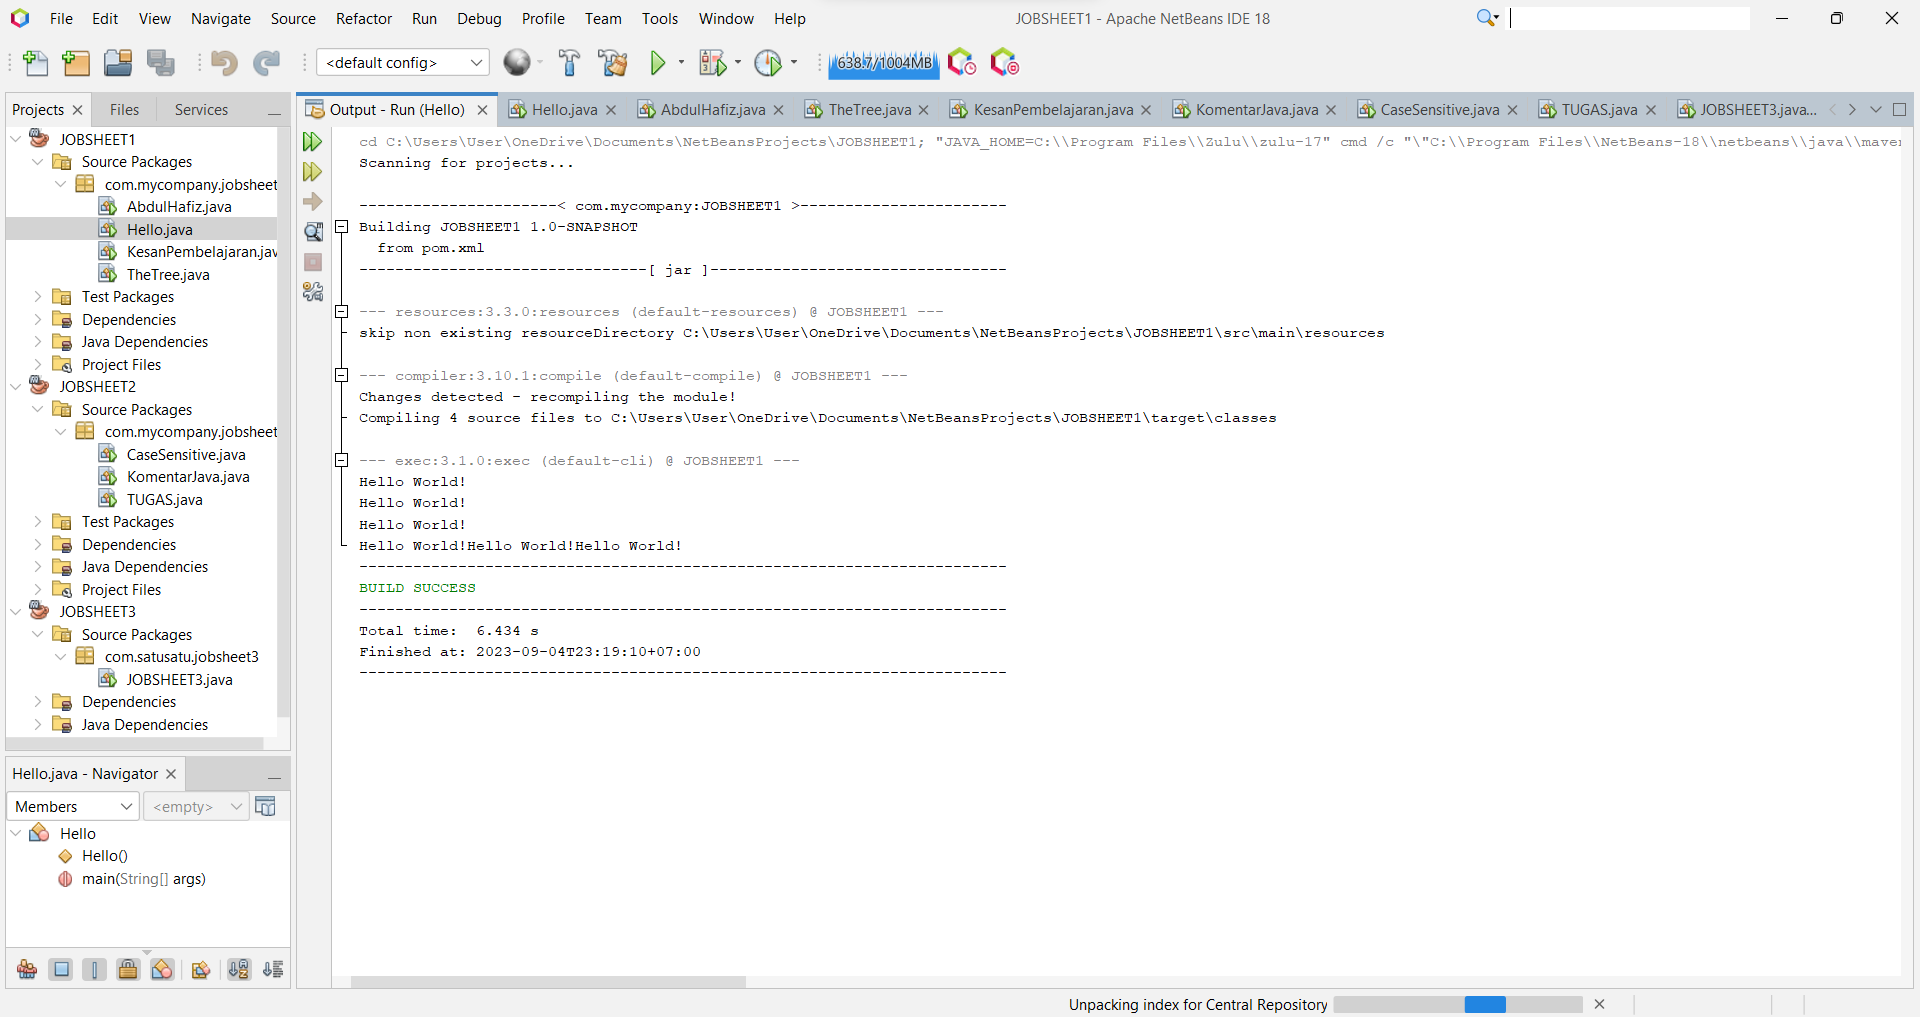 File Edit View Navigate Source Refactor Run Debug Profile Team Tools Window Help
JOBSHEET1 - Apache NetBeans IDE 18
<default config>
638.7/1004MB
Projects Files Services
Output - Run (Hello) Hello.java AbdulHafiz.java TheTree.java KesanPembelajaran.java KomentarJava.java CaseSensitive.java TUGAS.java JOBSHEET3.java...
JOBSHEET1
Source Packages
com.mycompany.jobsheet
AbdulHafiz.java
Hello.java
KesanPembelajaran.jav
TheTree.java
Test Packages
Dependencies
Java Dependencies
Project Files
JOBSHEET2
Source Packages
com.mycompany.jobsheet
CaseSensitive.java
KomentarJava.java
TUGAS.java
Test Packages
Dependencies
Java Dependencies
Project Files
JOBSHEET3
Source Packages
com.satusatu.jobsheet3
JOBSHEET3.java
Dependencies
Java Dependencies
cd C:\Users\User\OneDrive\Documents\NetBeansProjects\JOBSHEET1; "JAVA_HOME=C:\\Program Files\\Zulu\\zulu-17" cmd /c "\"C:\\Program Files\\NetBeans-18\\netbeans\\java\\maven
Scanning for projects...
----------------------< com.mycompany:JOBSHEET1 >-----------------------
Building JOBSHEET1 1.0-SNAPSHOT
from pom.xml
--------------------------------[ jar ]---------------------------------
--- resources:3.3.0:resources (default-resources) @ JOBSHEET1 ---
skip non existing resourceDirectory C:\Users\User\OneDrive\Documents\NetBeansProjects\JOBSHEET1\src\main\resources
--- compiler:3.10.1:compile (default-compile) @ JOBSHEET1 ---
Changes detected - recompiling the module!
Compiling 4 source files to C:\Users\User\OneDrive\Documents\NetBeansProjects\JOBSHEET1\target\classes
--- exec:3.1.0:exec (default-cli) @ JOBSHEET1 ---
Hello World!
Hello World!
Hello World!
Hello World!Hello World!Hello World!
------------------------------------------------------------------------
BUILD SUCCESS
------------------------------------------------------------------------
Total time:  6.434 s
Finished at: 2023-09-04T23:19:10+07:00
------------------------------------------------------------------------
Hello.java - Navigator
Members <empty>
Hello
Hello()
main(String[] args)
Unpacking index for Central Repository